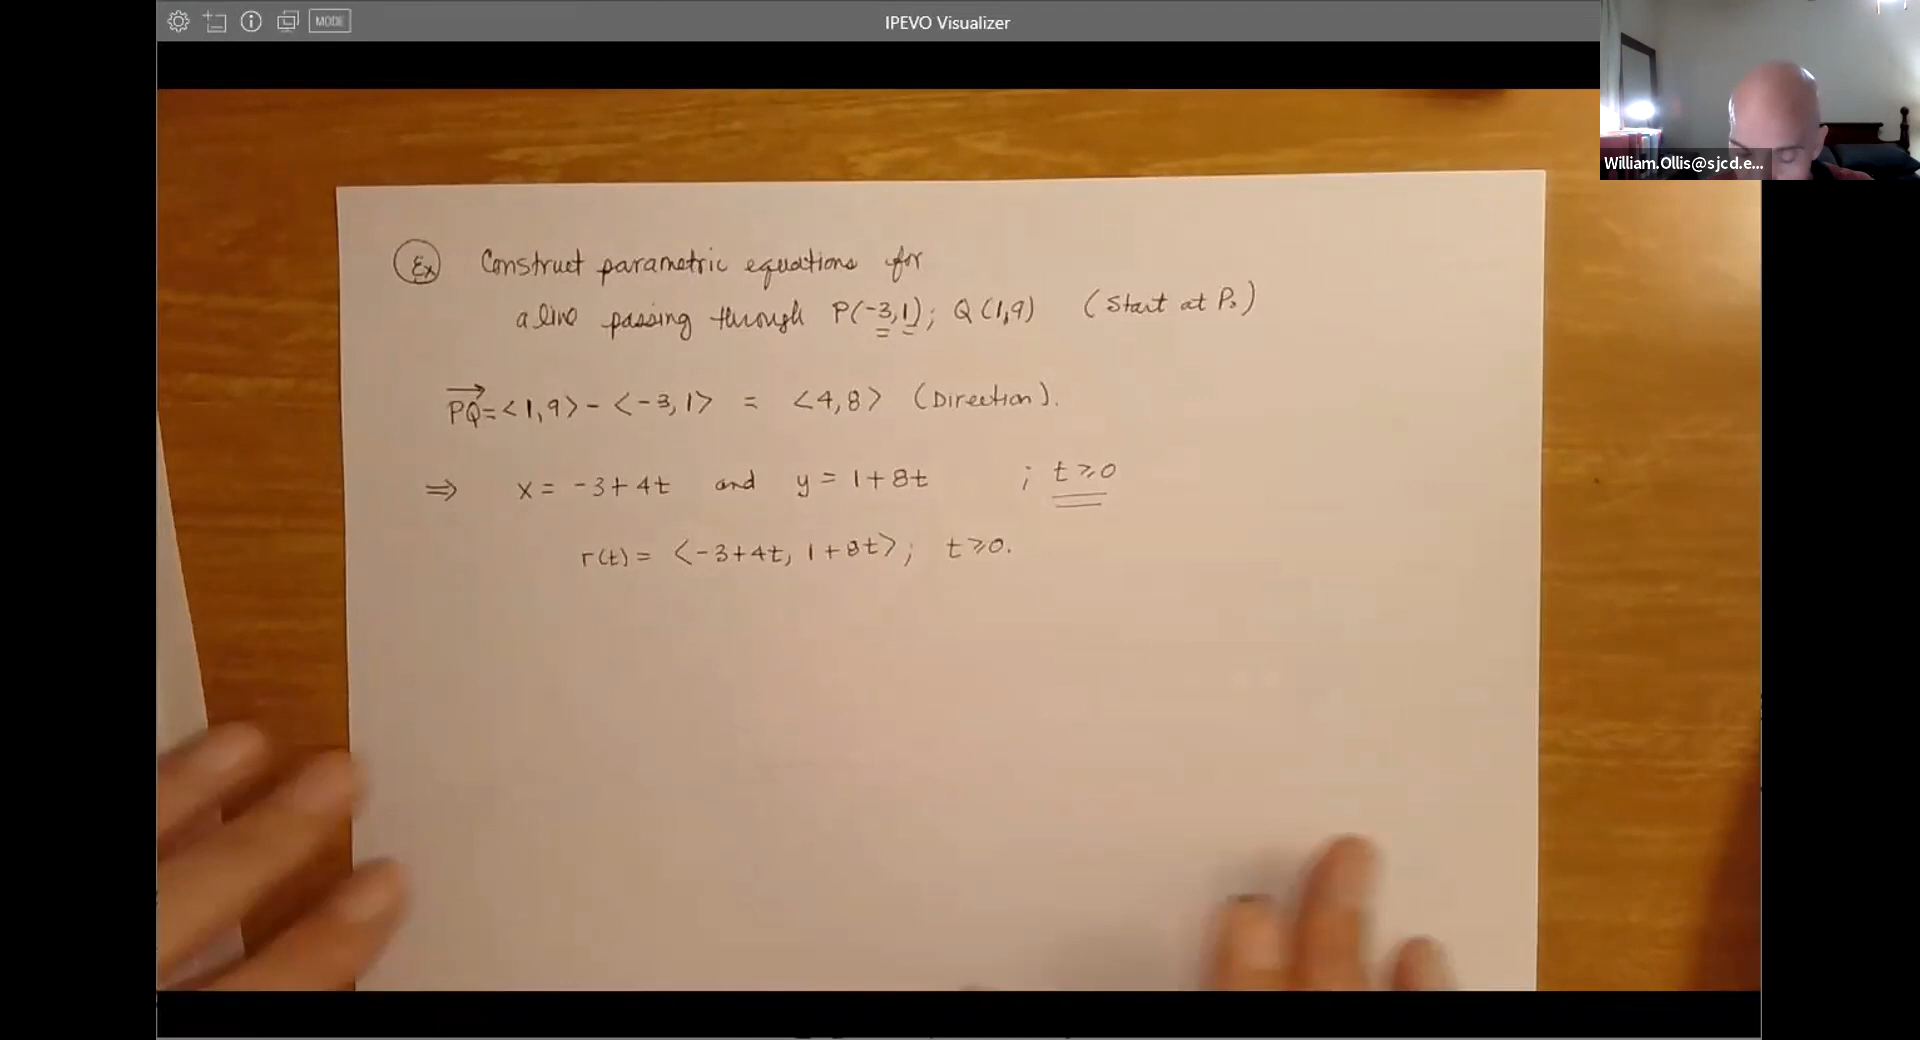 MODE
IPEVO Visualizer
William.Ollis@sjcd.e...
Ex Construct parametric equations for
a line passing through P(-3,1); Q(1,9) (Start at P.)
PQ = <1,9> - <-3,1> = <4,8> (Direction).
⇒ x = -3+4t and y = 1+8t ; t≥0
r(t) = <-3+4t, 1+8t>; t≥0.